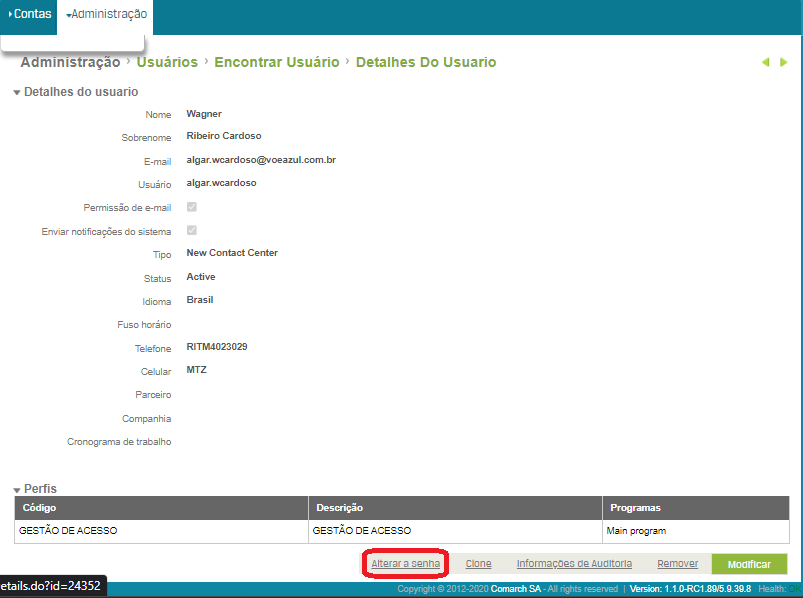 Contas Administração
Administração › Usuários › Encontrar Usuário › Detalhes Do Usuario
Detalhes do usuario
Nome Wagner
Sobrenome Ribeiro Cardoso
E-mail algar.wcardoso@voeazul.com.br
Usuário algar.wcardoso
Permissão de e-mail
Enviar notificações do sistema
Tipo New Contact Center
Status Active
Idioma Brasil
Fuso horário
Telefone RITM4023029
Celular MTZ
Parceiro
Companhia
Cronograma de trabalho
Perfis
Código Descrição Programas
GESTÃO DE ACESSO GESTÃO DE ACESSO Main program
Alterar a senha Clone Informações de Auditoria Remover Modificar
etails.do?id=24352
Copyright © 2012-2020 Comarch SA - All rights reserved | Version: 1.1.0-RC1.89/5.9.39.8 Health: OK